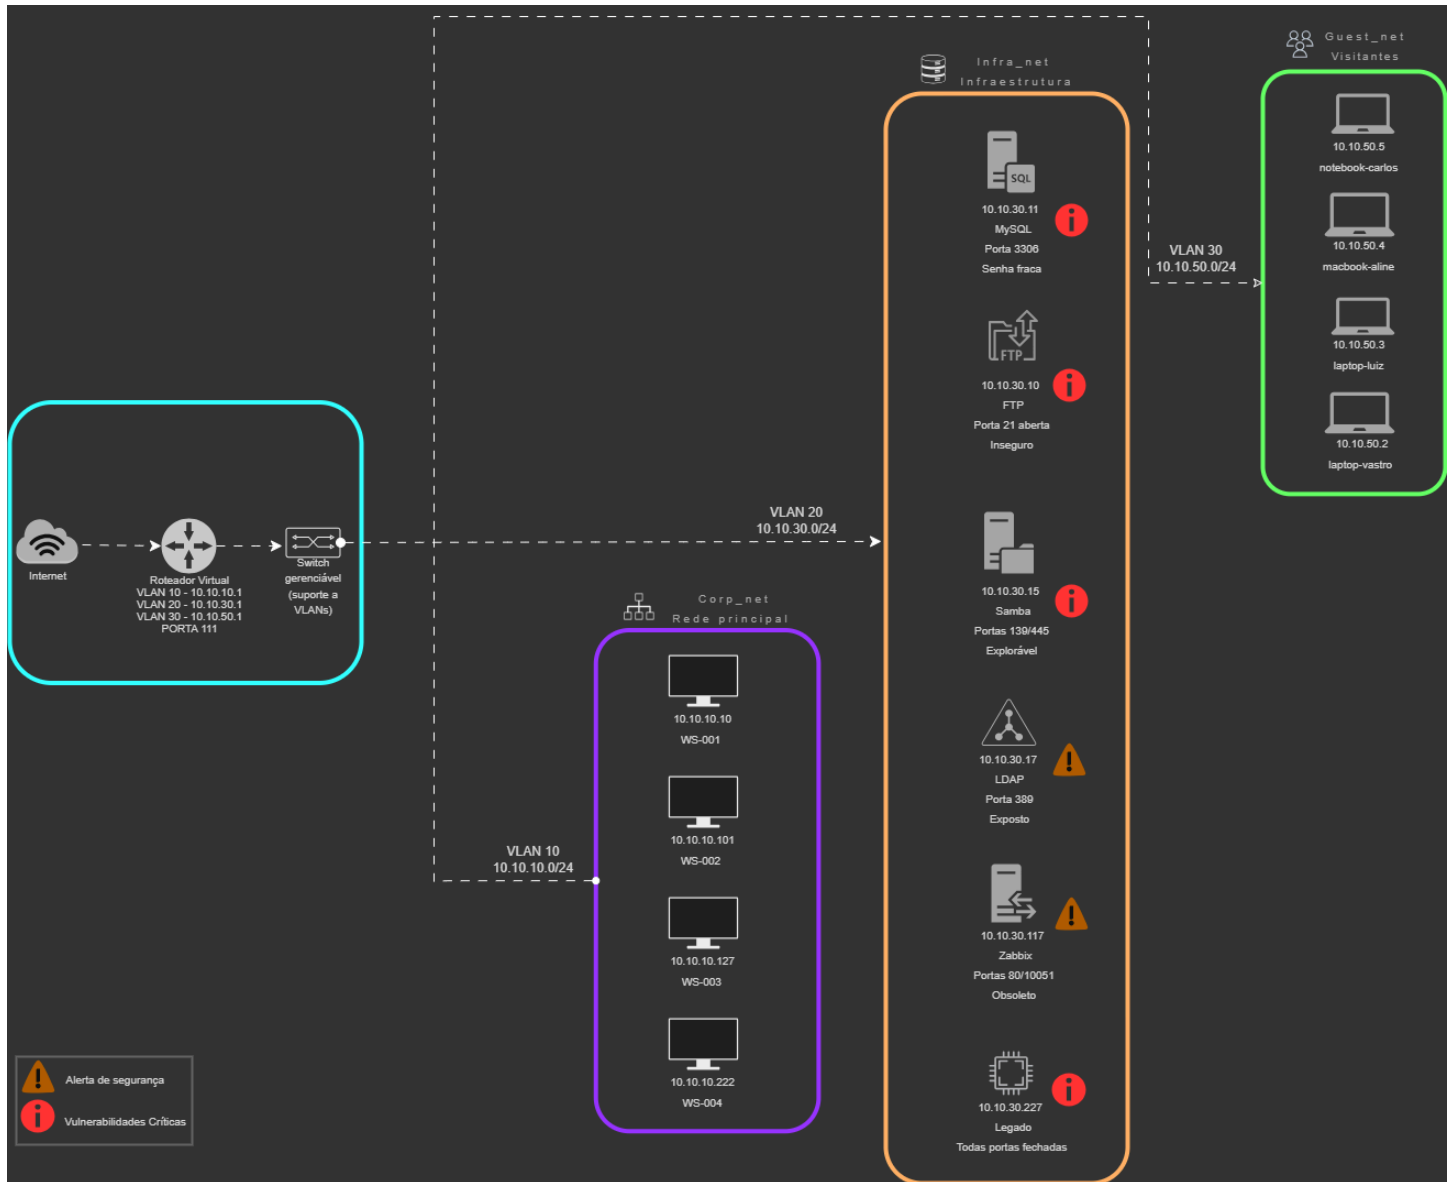 Guest_net
Visitantes
10.10.50.5
notebook-carlos
10.10.50.4
macbook-aline
10.10.50.3
laptop-luiz
10.10.50.2
laptop-vastro
VLAN 30
10.10.50.0/24
Infra_net
Infraestrutura
SQL
10.10.30.11
MySQL
Porta 3306
Senha fraca
FTP
10.10.30.10
FTP
Porta 21 aberta
Inseguro
10.10.30.15
Samba
Portas 139/445
Explorável
10.10.30.17
LDAP
Porta 389
Exposto
10.10.30.117
Zabbix
Portas 80/10051
Obsoleto
10.10.30.227
Legado
Todas portas fechadas
VLAN 20
10.10.30.0/24
Internet
Roteador Virtual
VLAN 10 - 10.10.10.1
VLAN 20 - 10.10.30.1
VLAN 30 - 10.10.50.1
PORTA 111
Switch
gerenciável
(suporte a
VLANs)
Corp_net
Rede principal
10.10.10.10
WS-001
10.10.10.101
WS-002
10.10.10.127
WS-003
10.10.10.222
WS-004
VLAN 10
10.10.10.0/24
Alerta de segurança
Vulnerabilidades Críticas